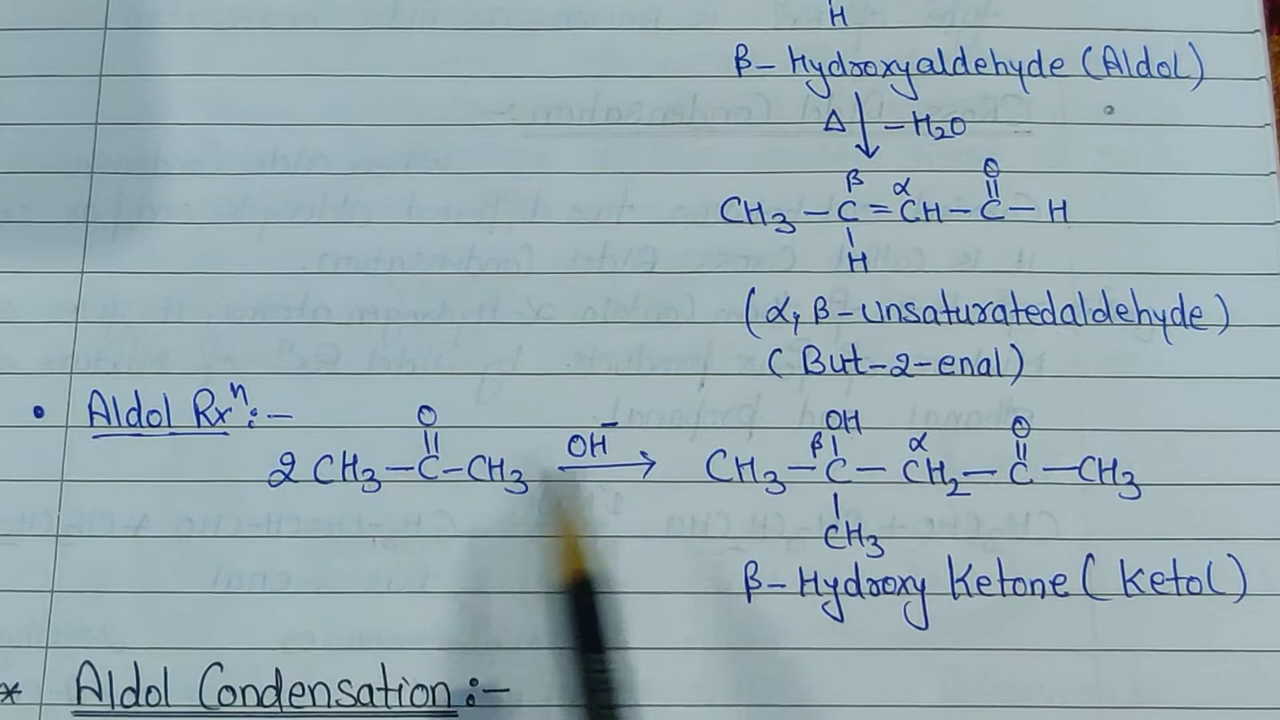 H
β- Hydroxyaldehyde (Aldol)
Δ ↓ -H₂O
β α O
CH₃ - C = CH - C - H
H
(α, β - unsaturatedaldehyde)
(But-2-enal)
• Aldol Rxⁿ :-
O OH⁻ OH O
2 CH₃ - C - CH₃ → CH₃ - C - CH₂ - C - CH₃
β α
CH₃
β- Hydroxy Ketone (Ketol)
* Aldol Condensation :-